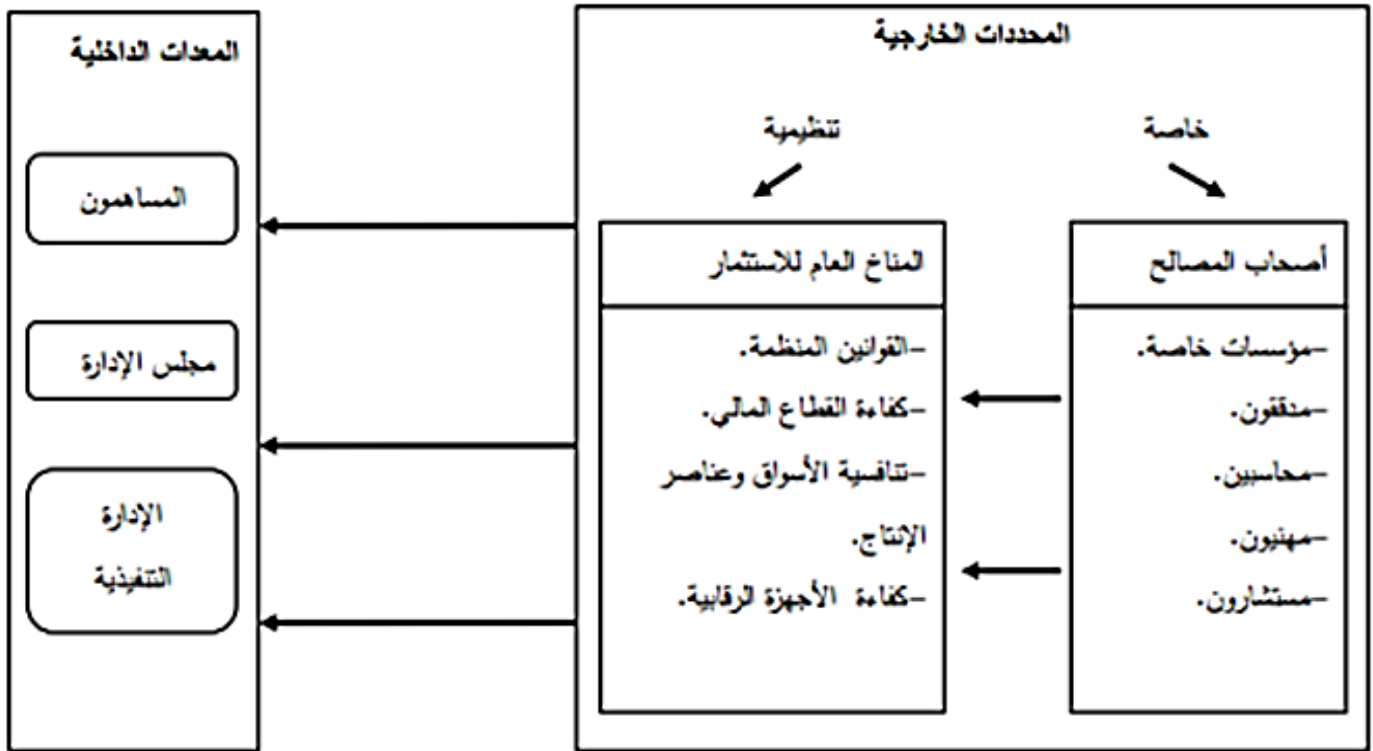 المحددات الخارجية
خاصة
تنظيمية
أصحاب المصالح
-مؤسسات خاصة.
-مدققون.
-محاسبين.
-مهنيون.
-مستشارون.
المناخ العام للاستثمار
-القوانين المنظمة.
-كفاءة القطاع المالي.
-تنافسية الأسواق وعناصر
الإنتاج.
-كفاءة الأجهزة الرقابية.
المعدات الداخلية
المساهمون
مجلس الإدارة
الإدارة
التنفيذية